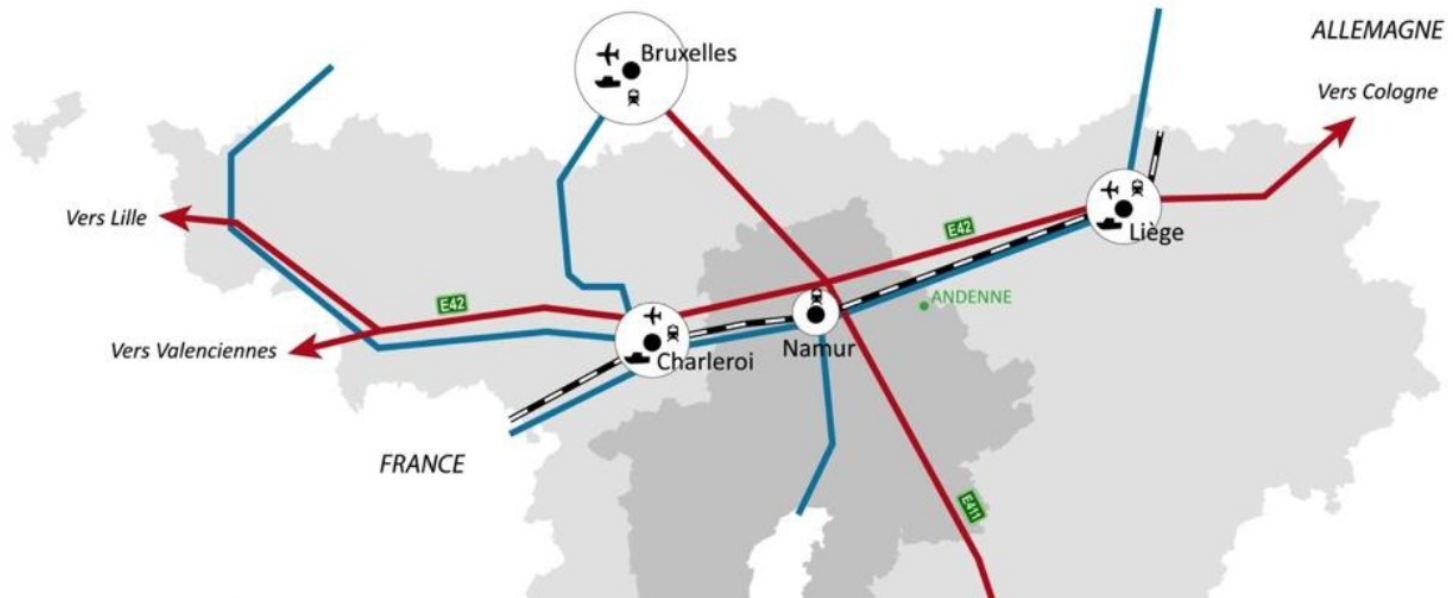 ALLEMAGNE
Bruxelles
Vers Cologne
Vers Lille
E42
Liège
E42
ANDENNE
Vers Valenciennes
Charleroi
Namur
FRANCE
E411